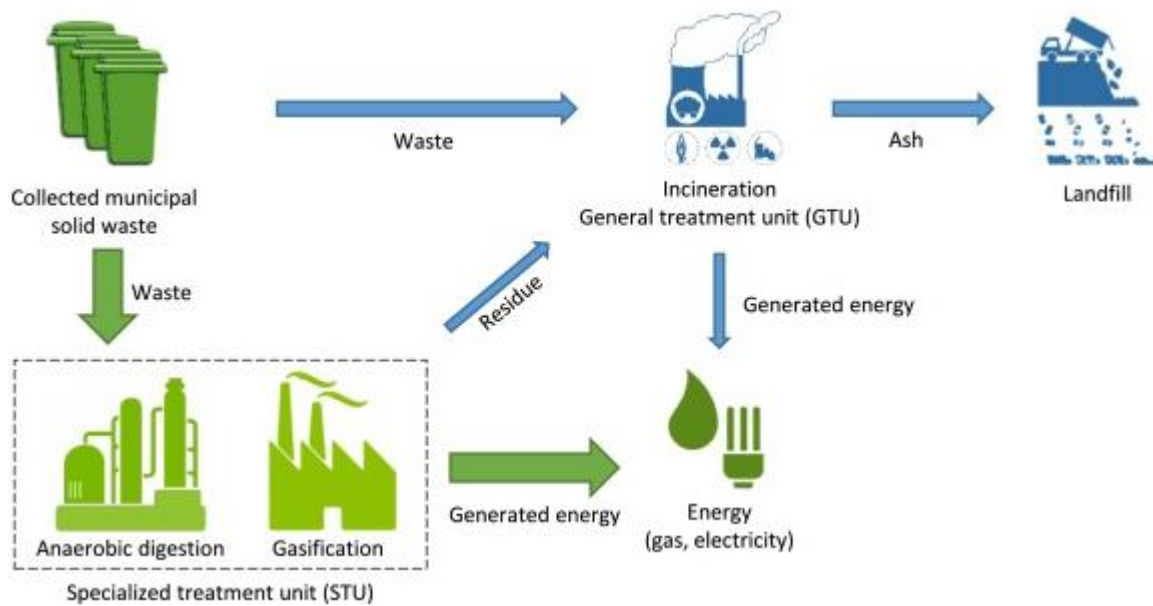 Waste
Ash
Collected municipal
solid waste
Incineration
General treatment unit (GTU)
Landfill
Waste
Residue
Generated energy
Anaerobic digestion
Gasification
Generated energy
Energy
(gas, electricity)
Specialized treatment unit (STU)